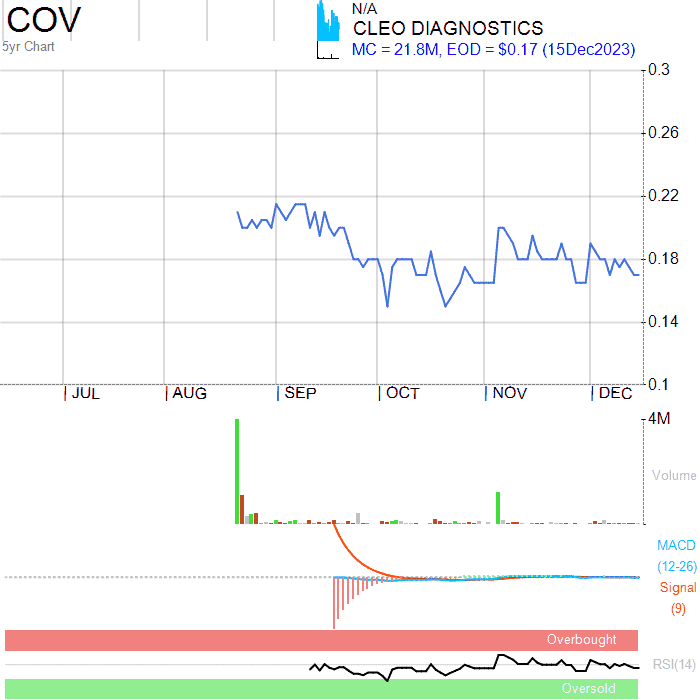 COV
5yr Chart
N/A
CLEO DIAGNOSTICS
MC = 21.8M, EOD = $0.17 (15Dec2023)
0.3
0.26
0.22
0.18
0.14
0.1
JUL AUG SEP OCT NOV DEC
4M
Volume
MACD
(12-26)
Signal
(9)
Overbought
RSI(14)
Oversold